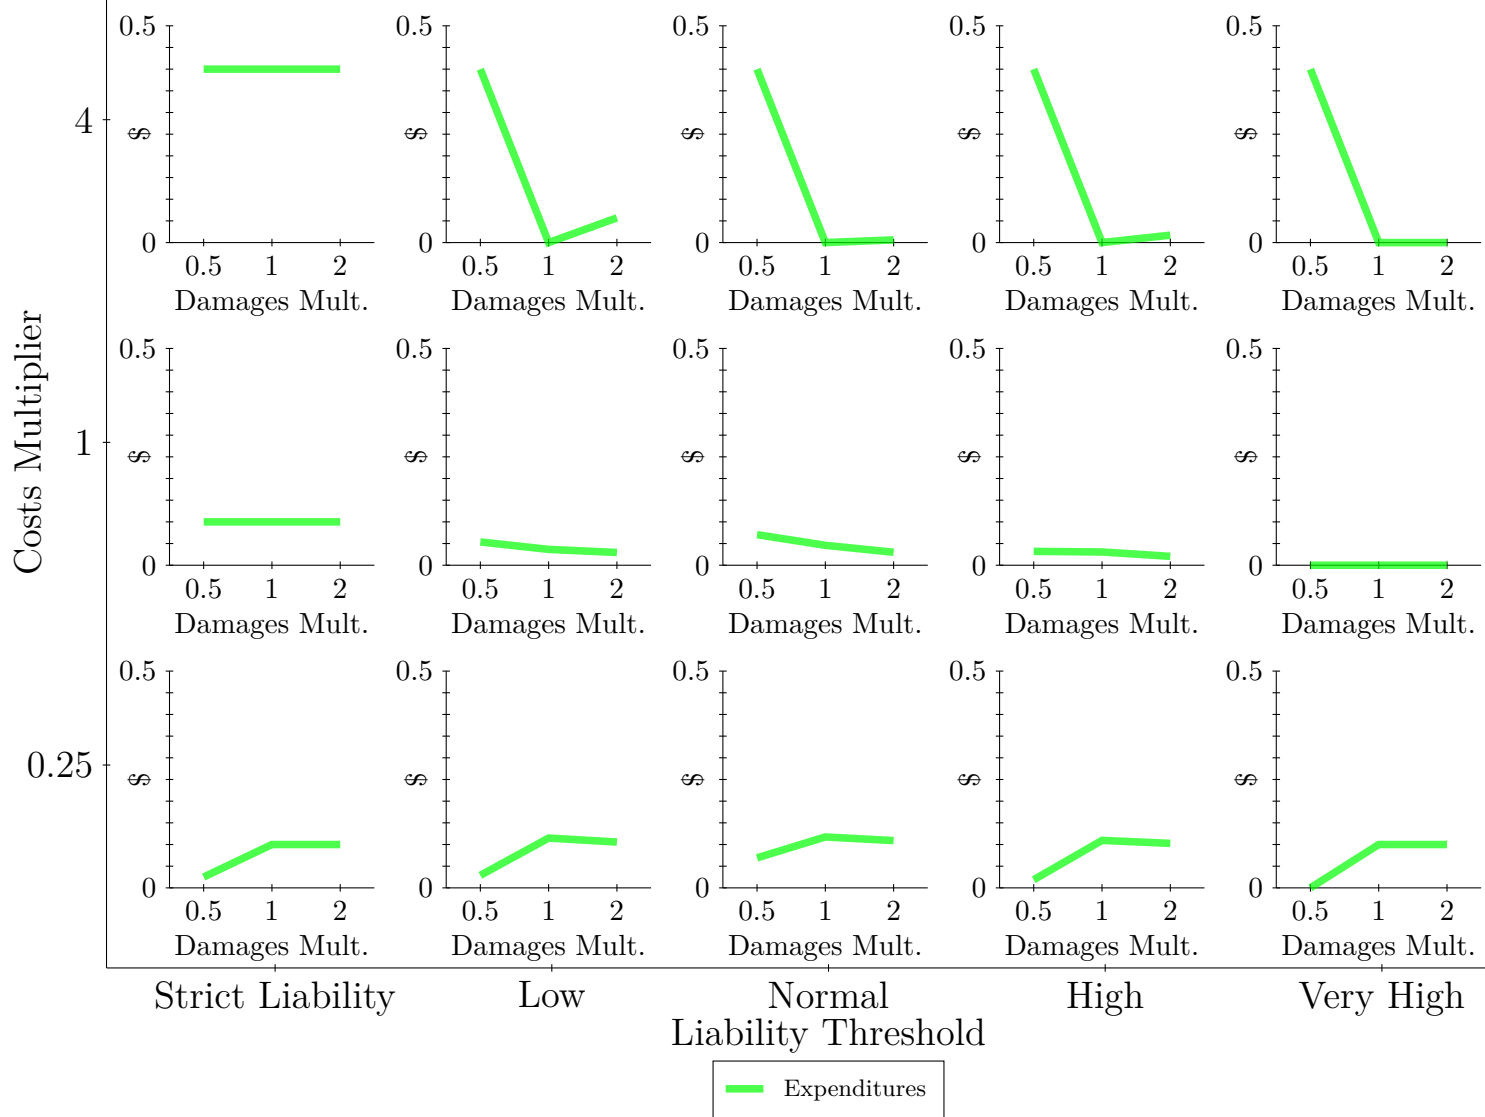 0.5 0.5 0.5 0.5 0.5
4 $ $ $ $ $
0 0 0 0 0
0.5 1 2 0.5 1 2 0.5 1 2 0.5 1 2 0.5 1 2
Damages Mult. Damages Mult. Damages Mult. Damages Mult. Damages Mult.
Costs Multiplier
0.5 0.5 0.5 0.5 0.5
1 $ $ $ $ $
0 0 0 0 0
0.5 1 2 0.5 1 2 0.5 1 2 0.5 1 2 0.5 1 2
Damages Mult. Damages Mult. Damages Mult. Damages Mult. Damages Mult.
0.5 0.5 0.5 0.5 0.5
0.25 $ $ $ $ $
0 0 0 0 0
0.5 1 2 0.5 1 2 0.5 1 2 0.5 1 2 0.5 1 2
Damages Mult. Damages Mult. Damages Mult. Damages Mult. Damages Mult.
Strict Liability Low Normal High Very High
Liability Threshold
Expenditures